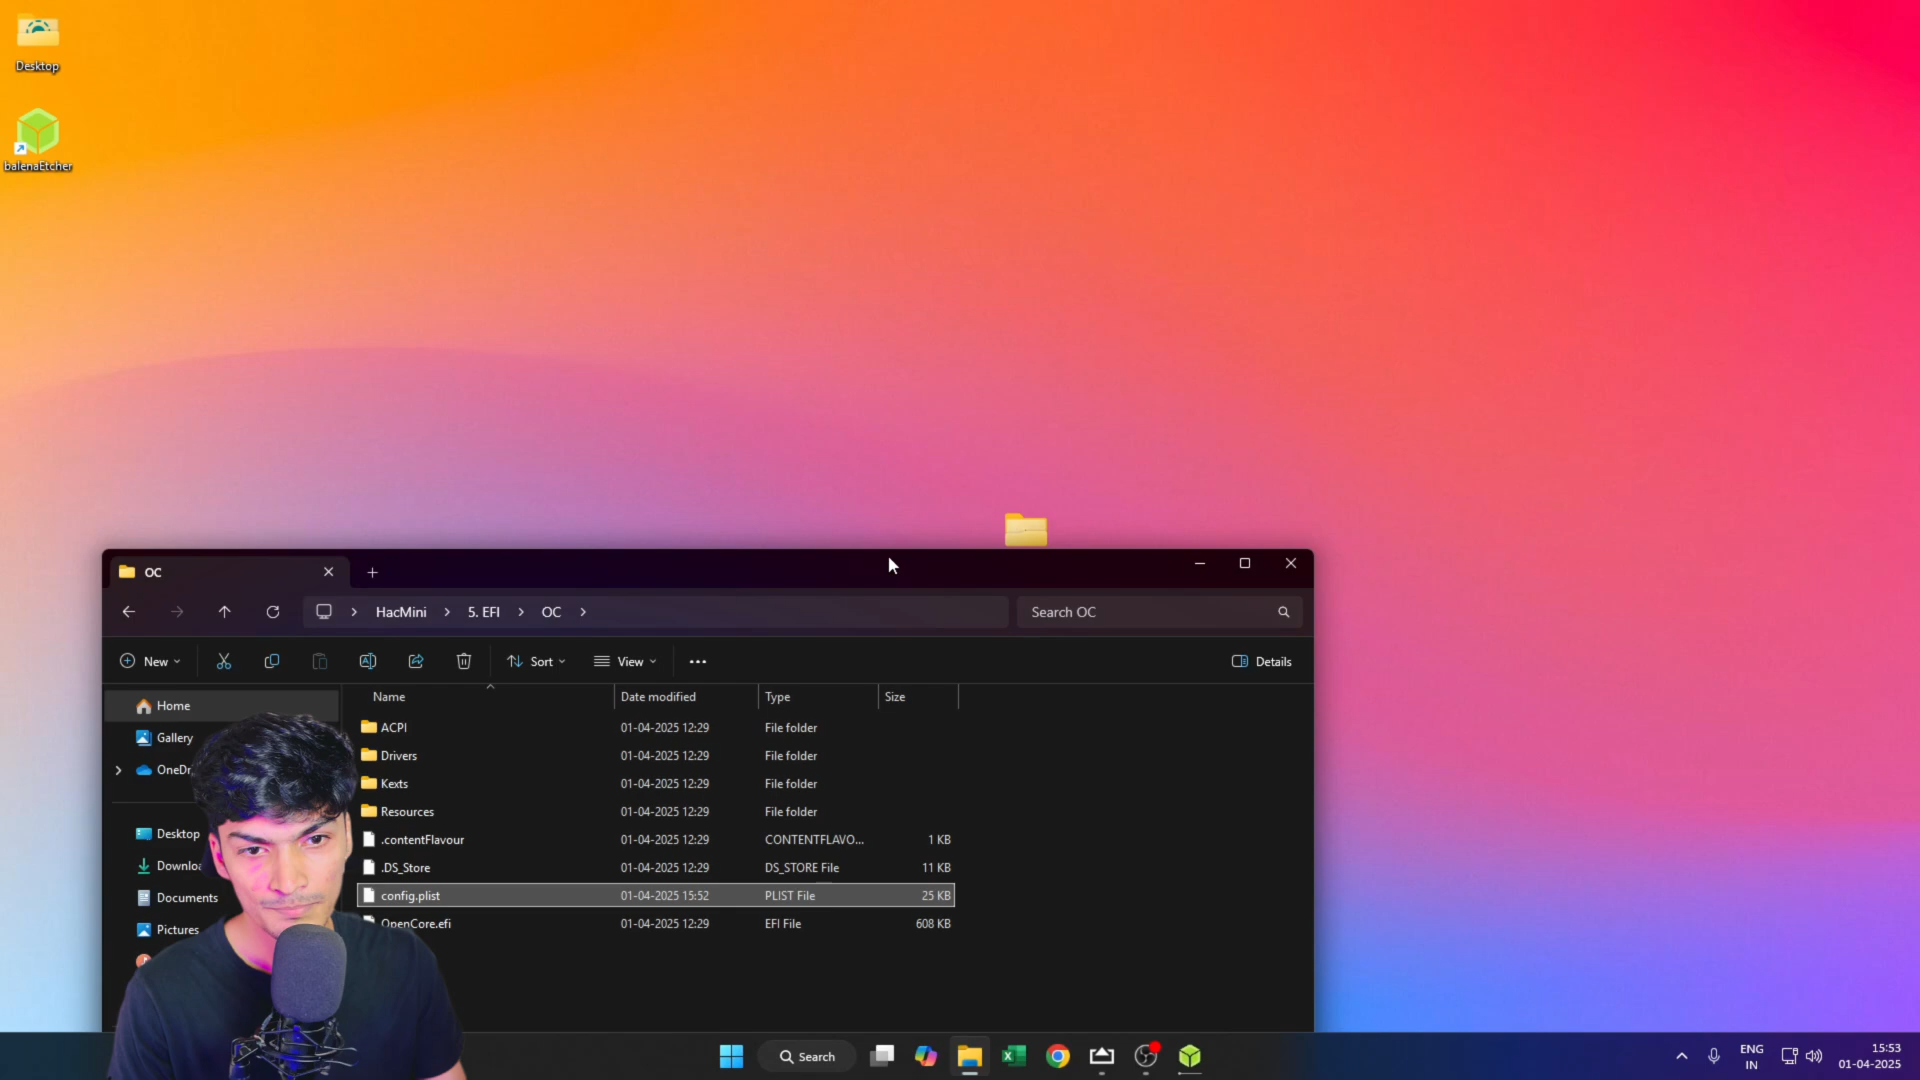 Desktop
balenaEtcher
OC
HacMini
5. EFI
OC
Search OC
New
Sort
View
Details
Name
Date modified
Type
Size
Home
Gallery
Desktop
Documents
Pictures
ACPI 01-04-2025 12:29 File folder
Drivers 01-04-2025 12:29 File folder
Kexts 01-04-2025 12:29 File folder
Resources 01-04-2025 12:29 File folder
.contentFlavour 01-04-2025 12:29 CONTENTFLAVO... 1 KB
.DS_Store 01-04-2025 12:29 DS_STORE File 11 KB
config.plist 01-04-2025 15:52 PLIST File 25 KB
OpenCore.efi 01-04-2025 12:29 EFI File 608 KB
Search
ENG
IN
15:53
01-04-2025